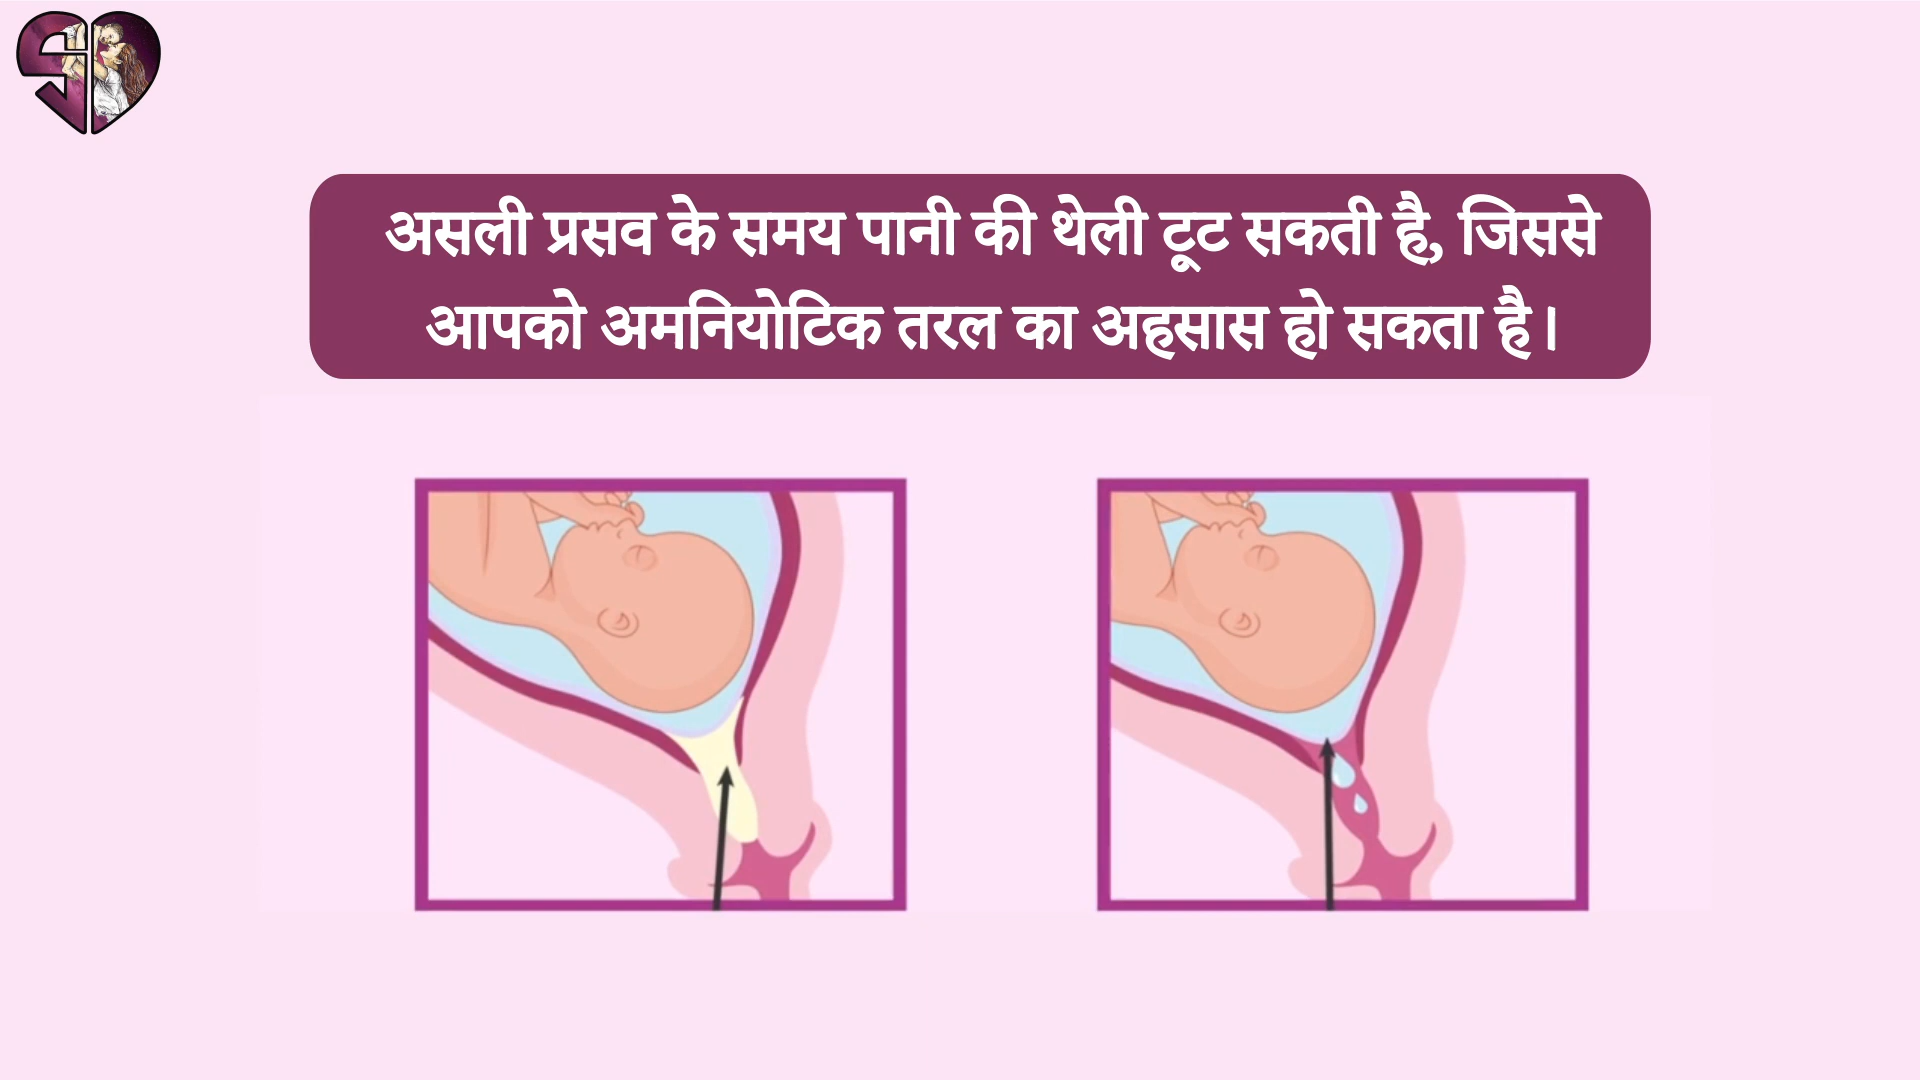 असली प्रसव के समय पानी की थैली टूट सकती है, जिससे
आपको अमनियोटिक तरल का अहसास हो सकता है।